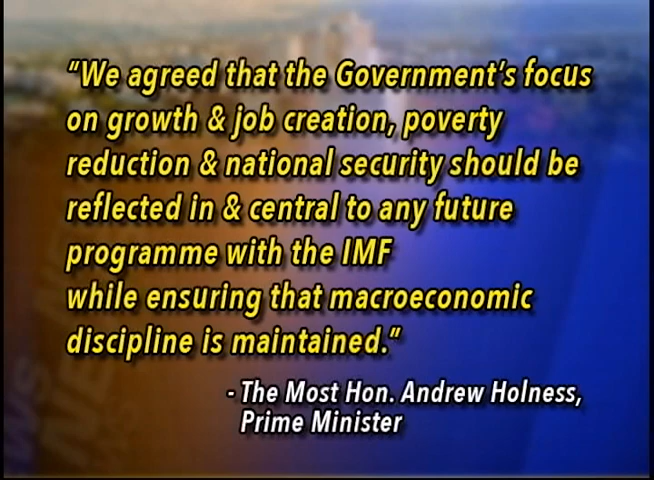 "We agreed that the Government's focus
on growth & job creation, poverty
reduction & national security should be
reflected in & central to any future
programme with the IMF
while ensuring that macroeconomic
discipline is maintained."
- The Most Hon. Andrew Holness,
Prime Minister